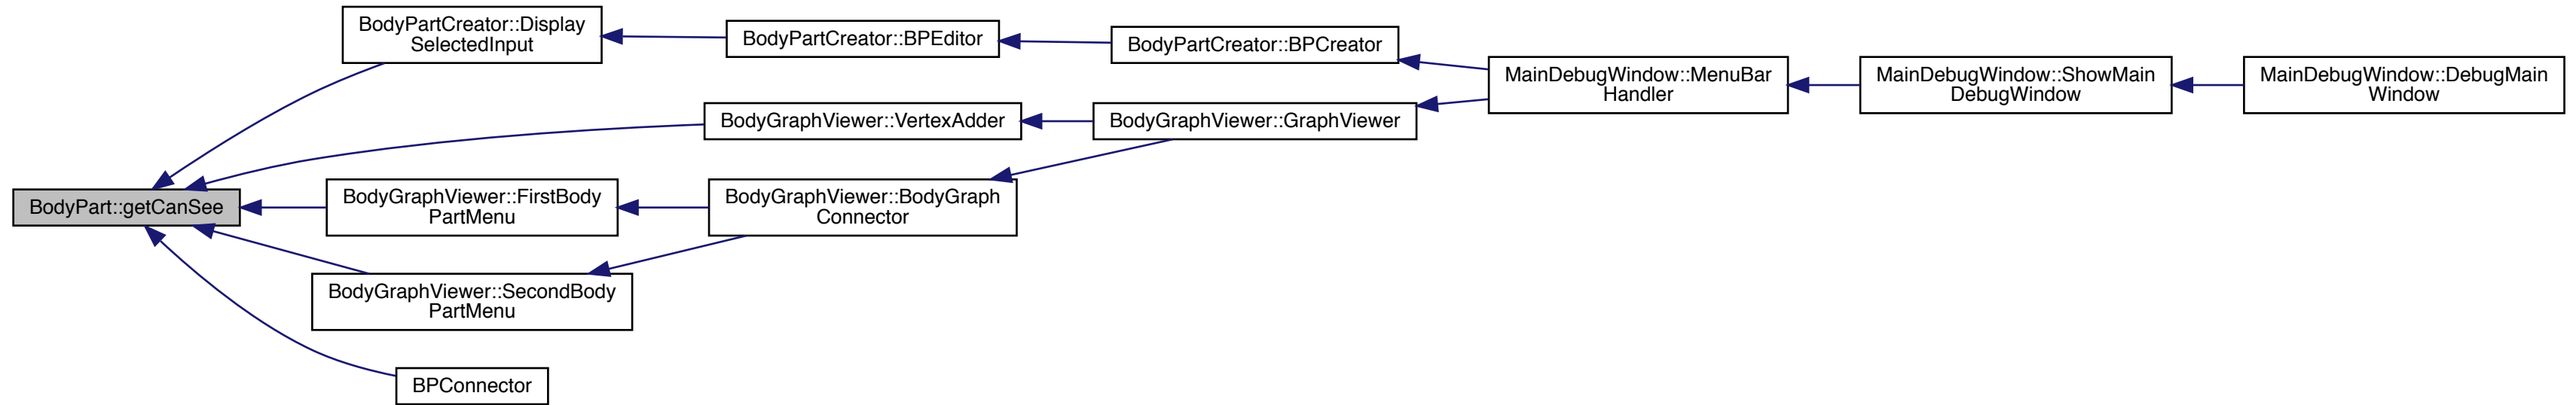 BodyPartCreator::Display
SelectedInput
BodyPartCreator::BPEditor
BodyPartCreator::BPCreator
MainDebugWindow::MenuBar
Handler
MainDebugWindow::ShowMain
DebugWindow
MainDebugWindow::DebugMain
Window
BodyGraphViewer::VertexAdder
BodyGraphViewer::GraphViewer
BodyPart::getCanSee
BodyGraphViewer::FirstBody
PartMenu
BodyGraphViewer::BodyGraph
Connector
BodyGraphViewer::SecondBody
PartMenu
BPConnector